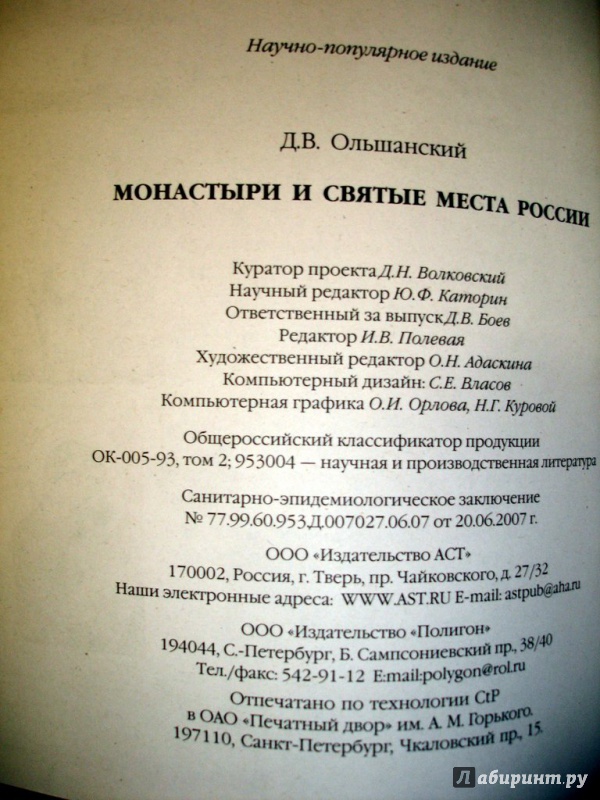 Научно-популярное издание
Д.В. Ольшанский
МОНАСТЫРИ И СВЯТЫЕ МЕСТА РОССИИ
Куратор проекта Д.Н. Волковский
Научный редактор Ю.Ф. Каторин
Ответственный за выпуск Д.В. Боев
Редактор И.В. Полевая
Художественный редактор О.Н. Адаскина
Компьютерный дизайн: С.Е. Власов
Компьютерная графика О.И. Орлова, Н.Г. Куровой
Общероссийский классификатор продукции
ОК-005-93, том 2; 953004 — научная и производственная литература
Санитарно-эпидемиологическое заключение
№ 77.99.60.953.Д.007027.06.07 от 20.06.2007 г.
ООО «Издательство АСТ»
170002, Россия, г. Тверь, пр. Чайковского, д. 27/32
Наши электронные адреса: WWW.AST.RU E-mail: astpub@aha.ru
ООО «Издательство «Полигон»
194044, С.-Петербург, Б. Сампсониевский пр., 38/40
Тел./факс: 542-91-12 E:mail:polygon@rol.ru
Отпечатано по технологии CtP
в ОАО «Печатный двор» им. А. М. Горького.
197110, Санкт-Петербург, Чкаловский пр., 15.
Лабиринт.ру